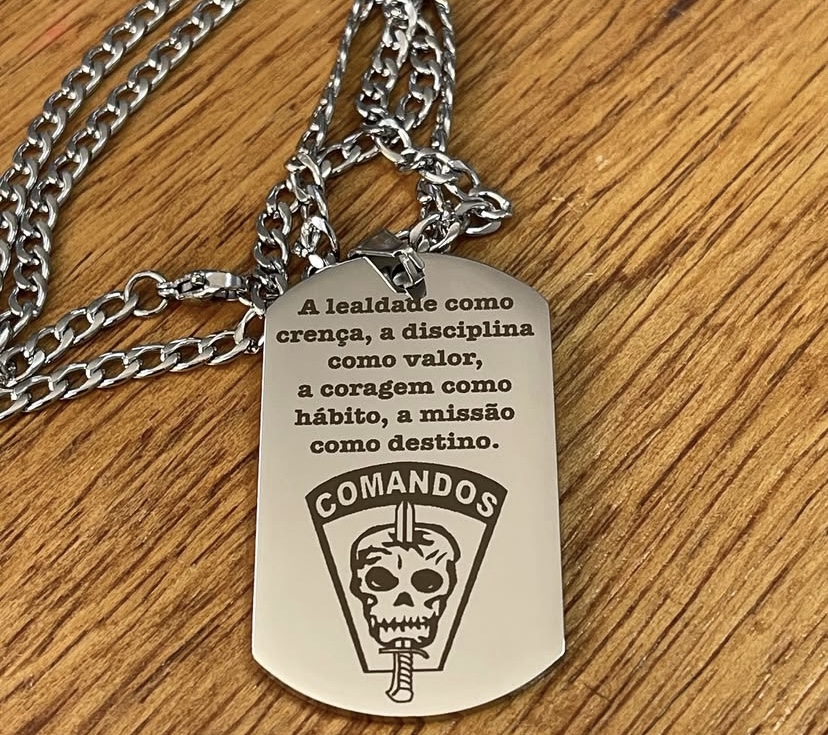 A lealdade como
crença, a disciplina
como valor,
a coragem como
hábito, a missão
como destino.
COMANDOS